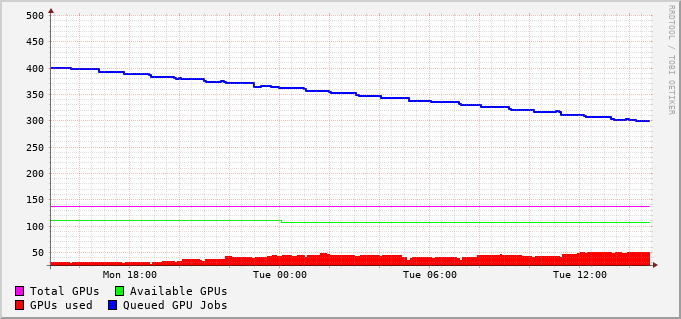 500
450
400
350
300
250
200
150
100
50
Mon 18:00 Tue 00:00 Tue 06:00 Tue 12:00
Total GPUs Available GPUs
GPUs used Queued GPU Jobs
RRDTOOL / TOBI OETIKER